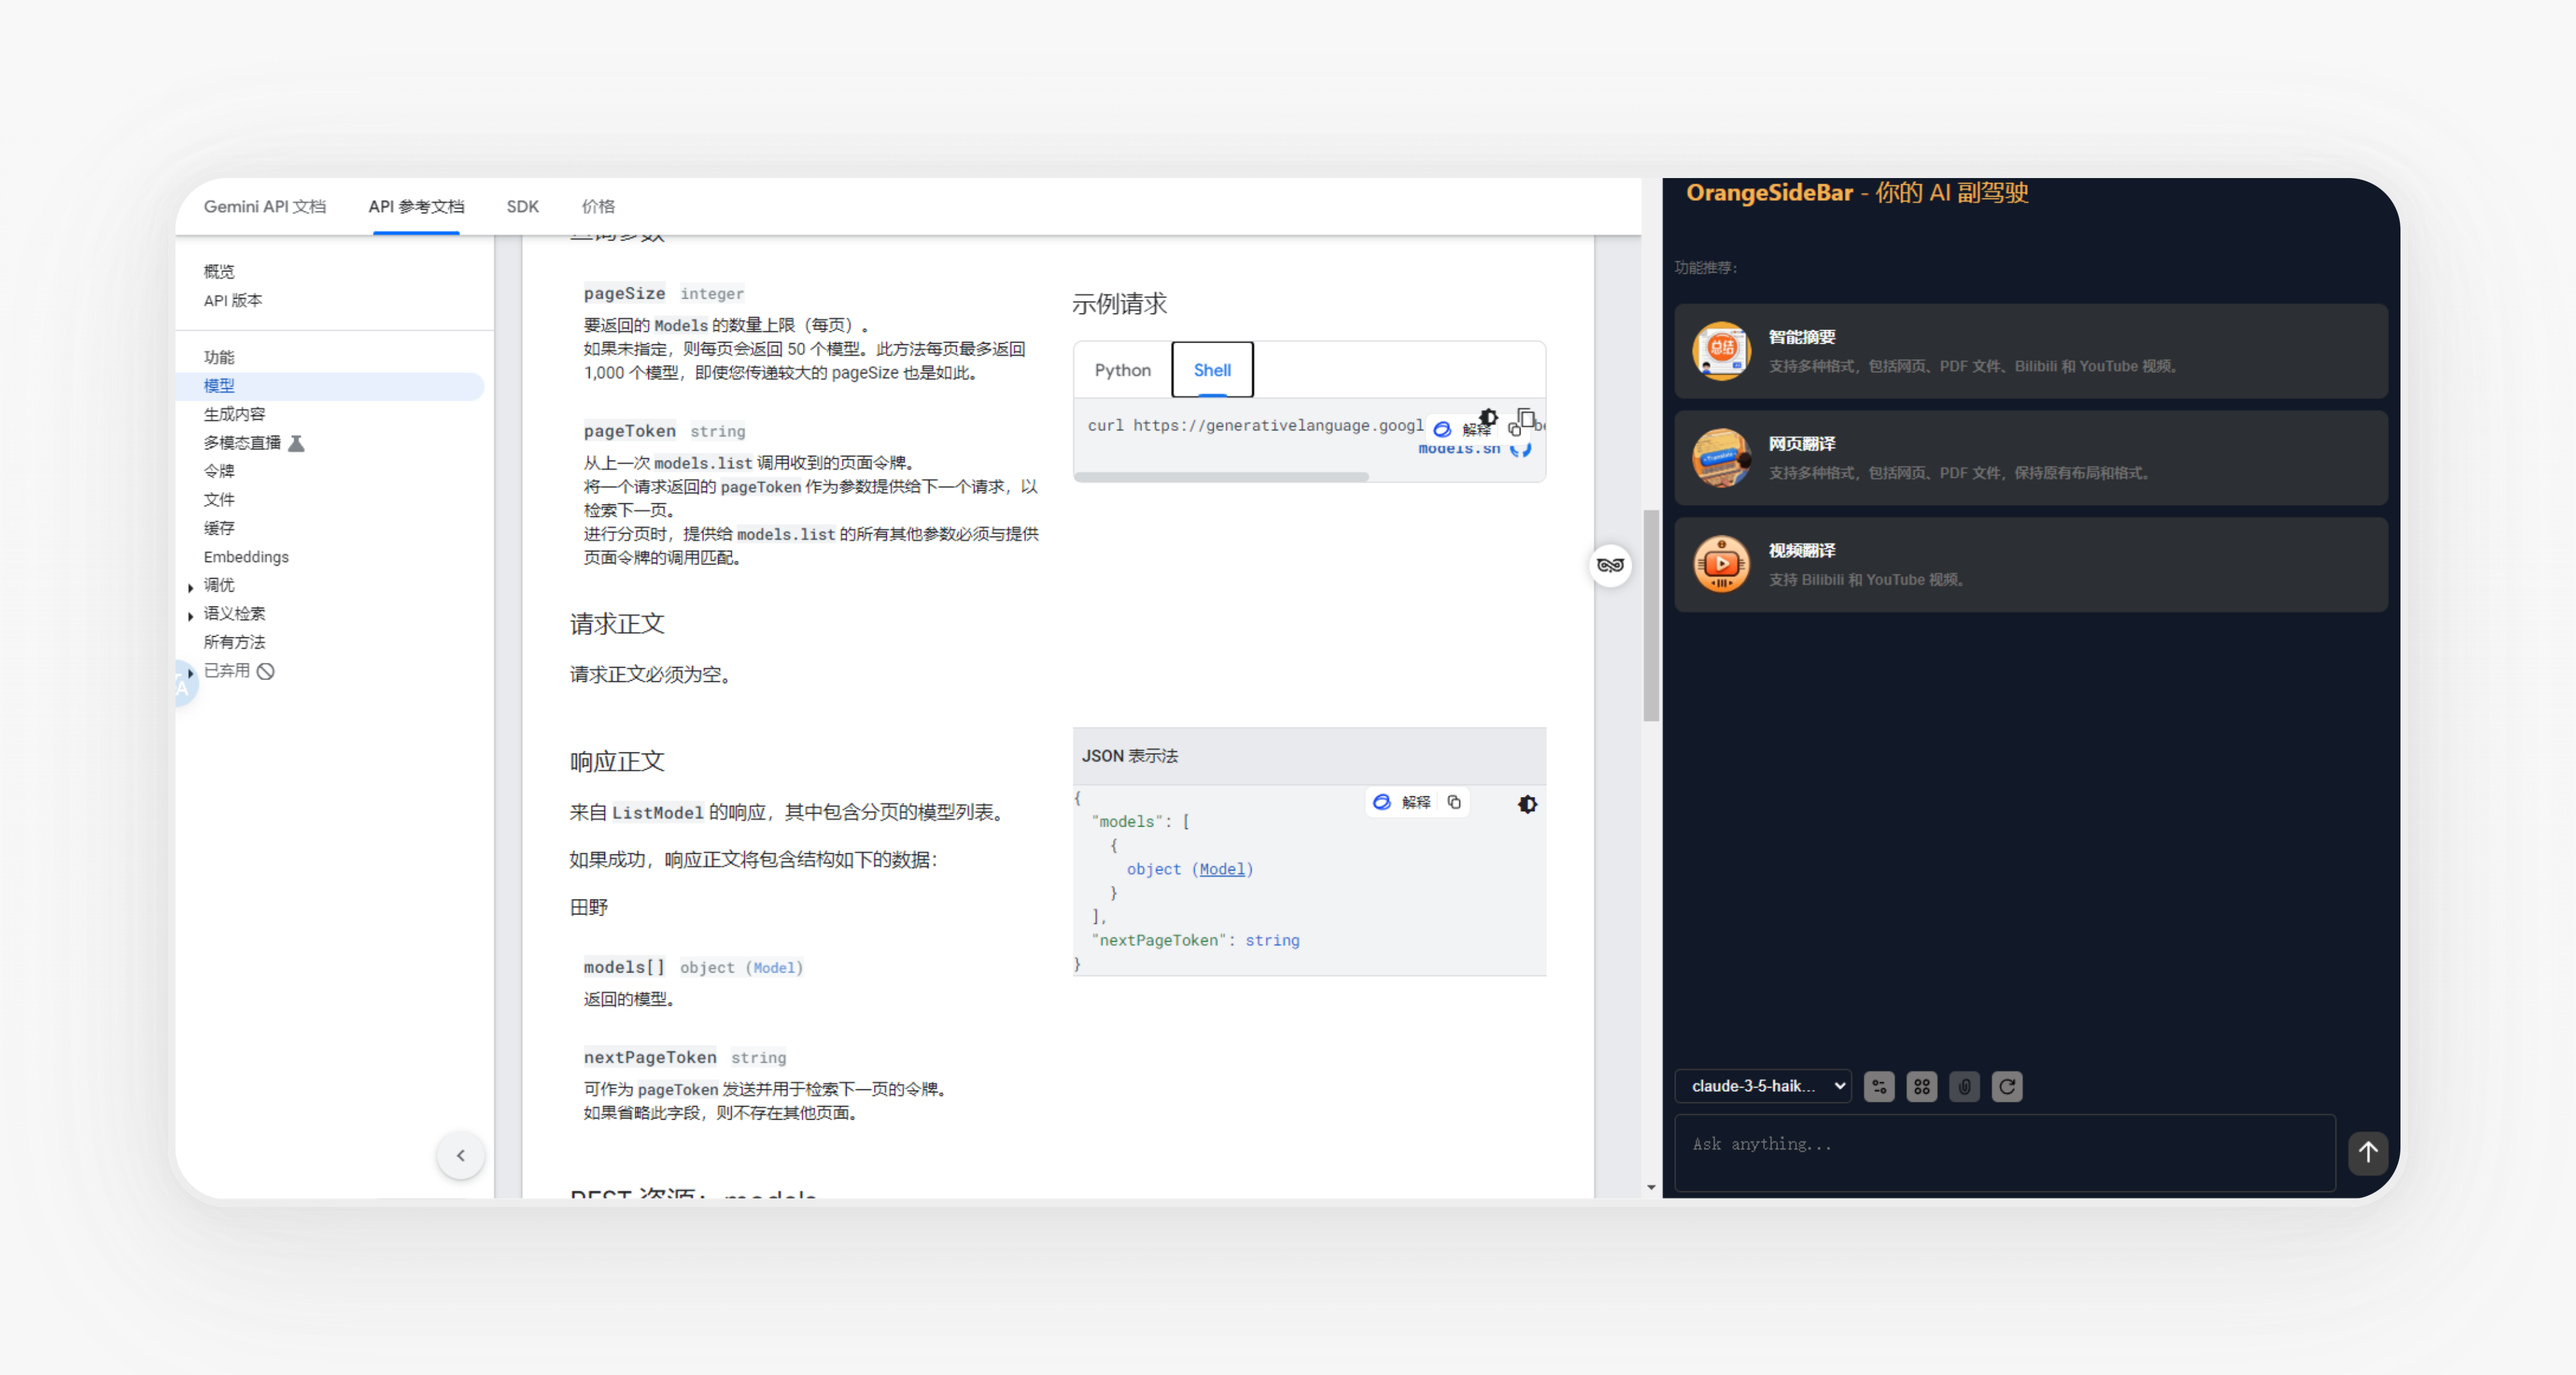 Gemini API 文档 API 参考文档 SDK 价格
概览
API 版本
功能
模型
生成内容
多模态直播
令牌
文件
缓存
Embeddings
调优
语义检索
所有方法
已弃用
pageSize integer
要返回的 Models 的数量上限（每页）。
如果未指定，则每页会返回 50 个模型。此方法每页最多返回
1,000 个模型，即使您传递较大的 pageSize 也是如此。
pageToken string
从上一次 models.list 调用收到的页面令牌。
将一个请求返回的 pageToken 作为参数提供给下一个请求，以
检索下一页。
进行分页时，提供给 models.list 的所有其他参数必须与提供
页面令牌的调用匹配。
请求正文
请求正文必须为空。
响应正文
来自 ListModel 的响应，其中包含分页的模型列表。
如果成功，响应正文将包含结构如下的数据：
田野
models[] object (Model)
返回的模型。
nextPageToken string
可作为 pageToken 发送并用于检索下一页的令牌。
如果省略此字段，则不存在其他页面。
REST 资源：models
示例请求
Python Shell
curl https://generativelanguage.googl
解释
models.sh
JSON 表示法
解释
{
"models": [
{
object (Model)
}
],
"nextPageToken": string
}
OrangeSideBar - 你的 AI 副驾驶
功能推荐：
总结
智能摘要
支持多种格式，包括网页、PDF 文件、Bilibili 和 YouTube 视频。
Translate
网页翻译
支持多种格式，包括网页、PDF 文件，保持原有布局和格式。
视频翻译
支持 Bilibili 和 YouTube 视频。
claude-3-5-haik...
Ask anything...